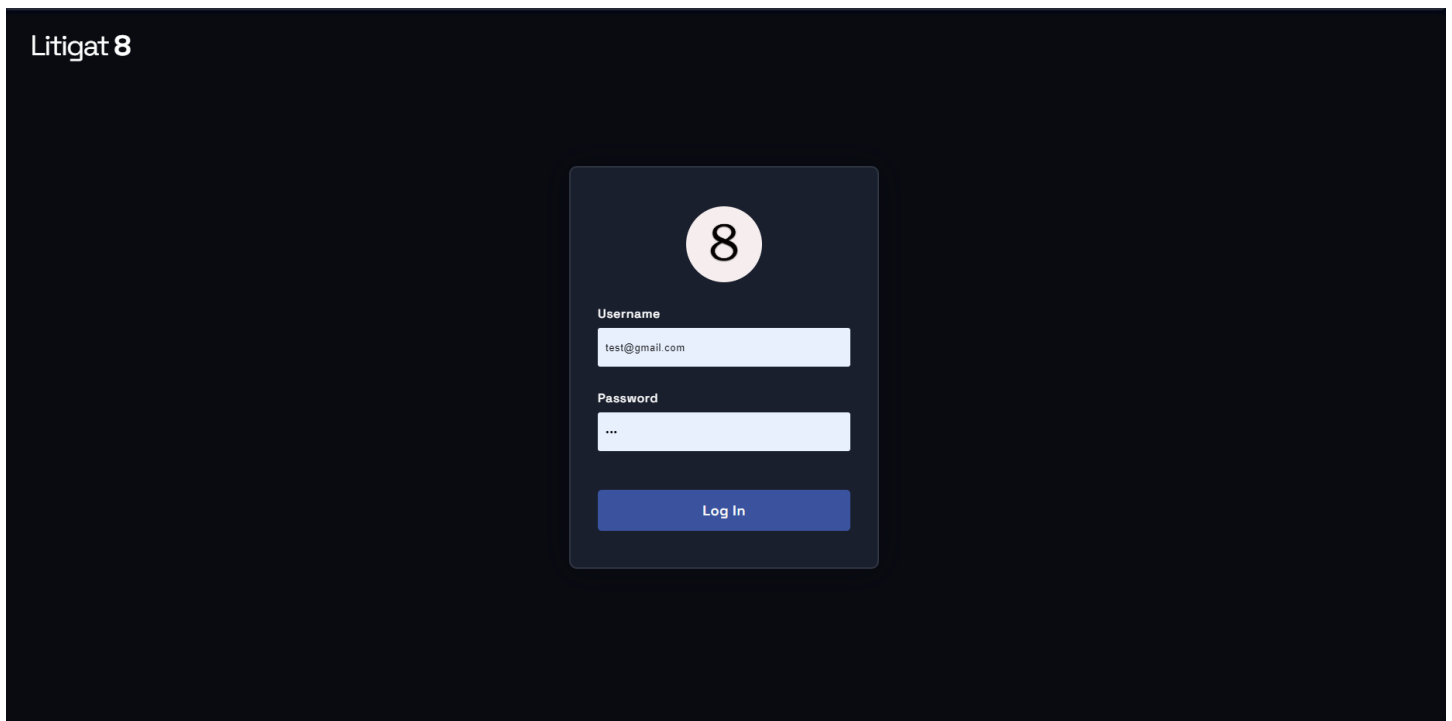 Litigat 8
8
Username
test@gmail.com
Password
•••
Log In